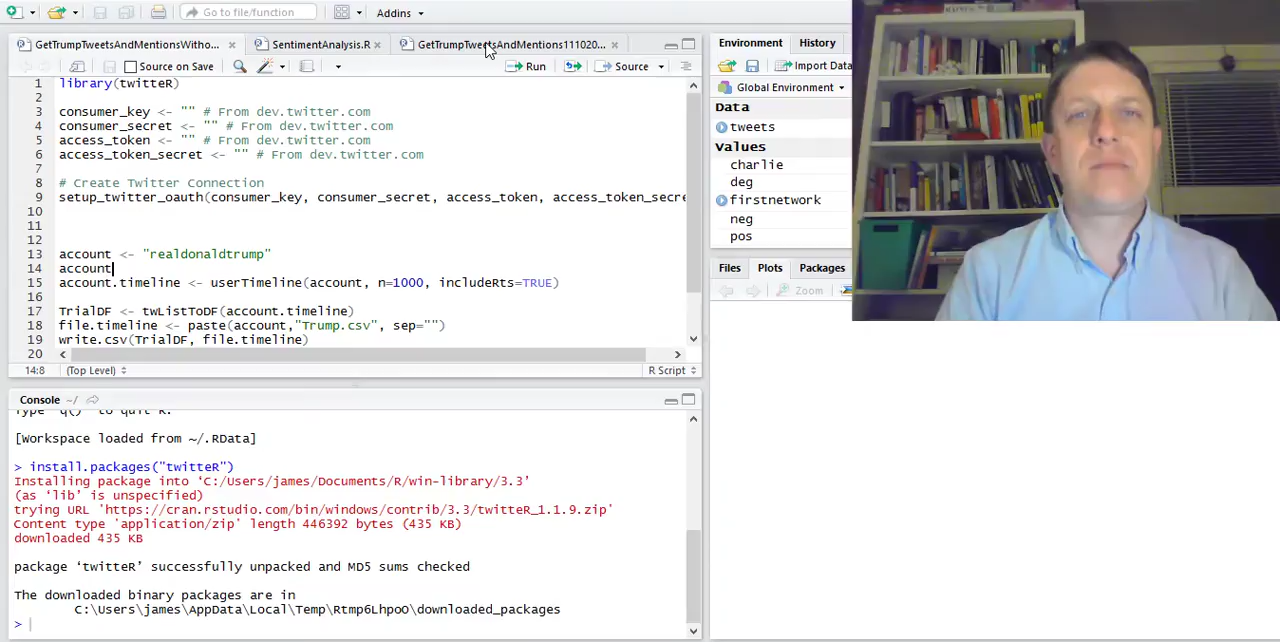 Go to file/function
Addins
GetTrumpTweetsAndMentionsWitho...
SentimentAnalysis.R
GetTrumpTweetsAndMentions111020...
Source on Save
Run
Source
1 library(twitteR)
2
3 consumer_key <- "" # From dev.twitter.com
4 consumer_secret <- "" # From dev.twitter.com
5 access_token <- "" # From dev.twitter.com
6 access_token_secret <- "" # From dev.twitter.com
7
8 # Create Twitter Connection
9 setup_twitter_oauth(consumer_key, consumer_secret, access_token, access_token_secre
10
11
12
13 account <- "realdonaldtrump"
14 account
15 account.timeline <- userTimeline(account, n=1000, includeRts=TRUE)
16
17 TrialDF <- twListToDF(account.timeline)
18 file.timeline <- paste(account,"Trump.csv", sep="")
19 write.csv(TrialDF, file.timeline)
20
14:8 (Top Level) R Script
Console ~/
Type 'q()' to quit R.
[Workspace loaded from ~/.RData]
> install.packages("twitteR")
Installing package into ‘C:/Users/james/Documents/R/win-library/3.3’
(as ‘lib’ is unspecified)
trying URL 'https://cran.rstudio.com/bin/windows/contrib/3.3/twitteR_1.1.9.zip'
Content type 'application/zip' length 446392 bytes (435 KB)
downloaded 435 KB
package ‘twitteR’ successfully unpacked and MD5 sums checked
The downloaded binary packages are in
C:\Users\james\AppData\Local\Temp\Rtmp6LhpoO\downloaded_packages
>
Environment History
Import Data
Global Environment
Data
tweets
Values
charlie
deg
firstnetwork
neg
pos
Files Plots Packages
Zoom